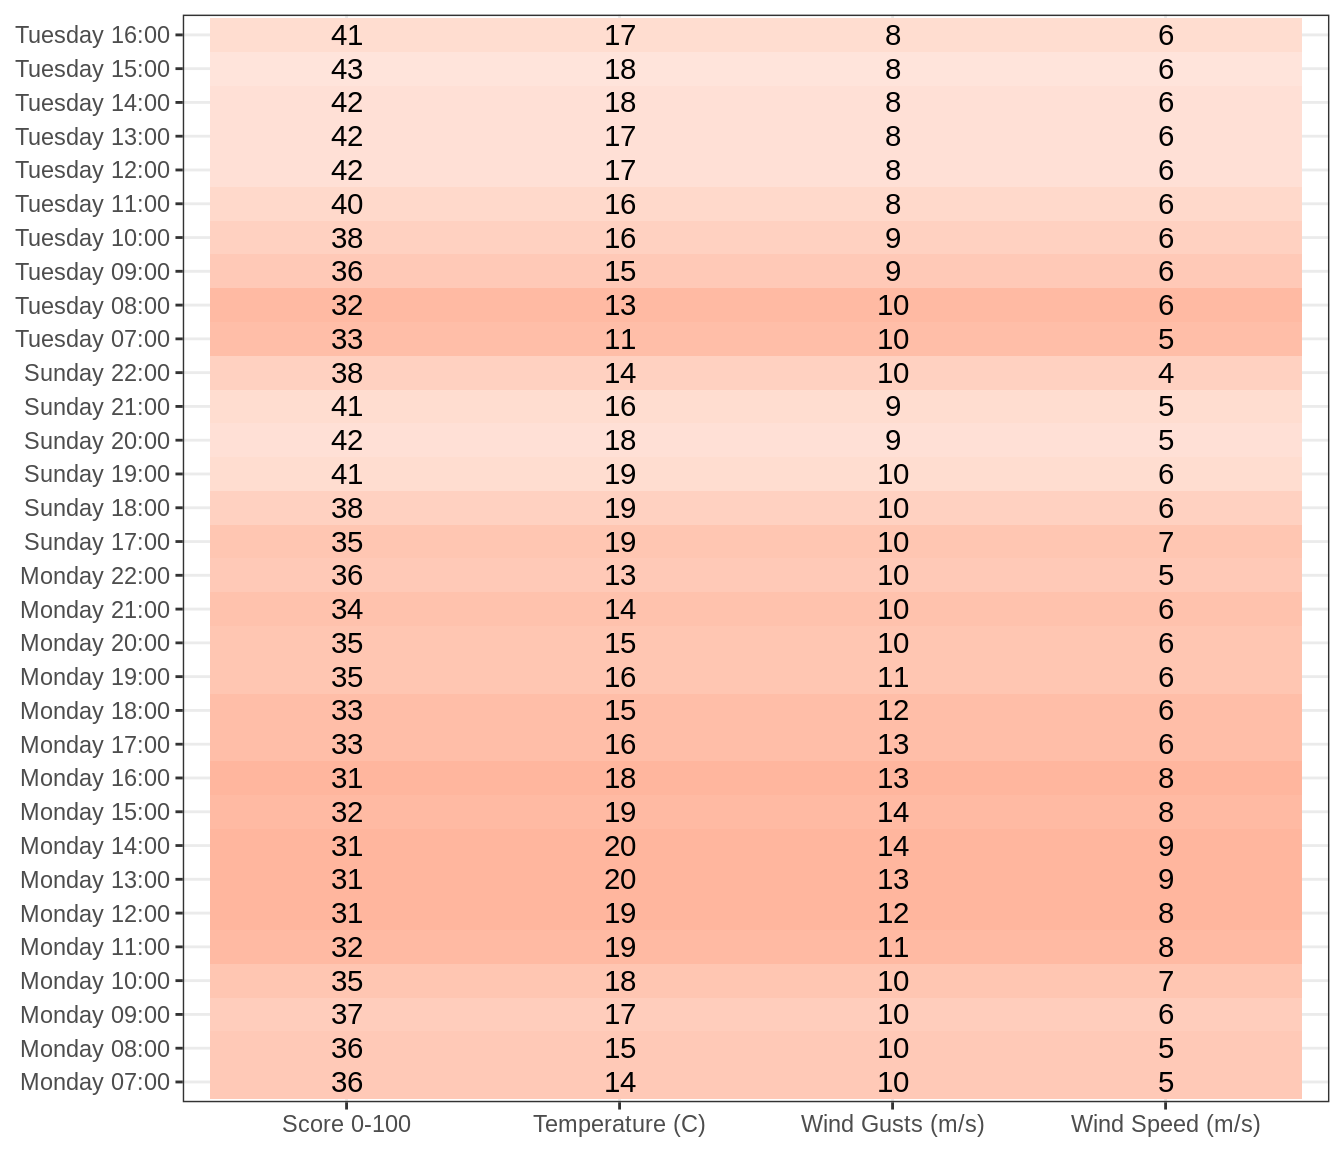 Tuesday 16:00 41 17 8 6
Tuesday 15:00 43 18 8 6
Tuesday 14:00 42 18 8 6
Tuesday 13:00 42 17 8 6
Tuesday 12:00 42 17 8 6
Tuesday 11:00 40 16 8 6
Tuesday 10:00 38 16 9 6
Tuesday 09:00 36 15 9 6
Tuesday 08:00 32 13 10 6
Tuesday 07:00 33 11 10 5
Sunday 22:00 38 14 10 4
Sunday 21:00 41 16 9 5
Sunday 20:00 42 18 9 5
Sunday 19:00 41 19 10 6
Sunday 18:00 38 19 10 6
Sunday 17:00 35 19 10 7
Monday 22:00 36 13 10 5
Monday 21:00 34 14 10 6
Monday 20:00 35 15 10 6
Monday 19:00 35 16 11 6
Monday 18:00 33 15 12 6
Monday 17:00 33 16 13 6
Monday 16:00 31 18 13 8
Monday 15:00 32 19 14 8
Monday 14:00 31 20 14 9
Monday 13:00 31 20 13 9
Monday 12:00 31 19 12 8
Monday 11:00 32 19 11 8
Monday 10:00 35 18 10 7
Monday 09:00 37 17 10 6
Monday 08:00 36 15 10 5
Monday 07:00 36 14 10 5
Score 0-100 Temperature (C) Wind Gusts (m/s) Wind Speed (m/s)